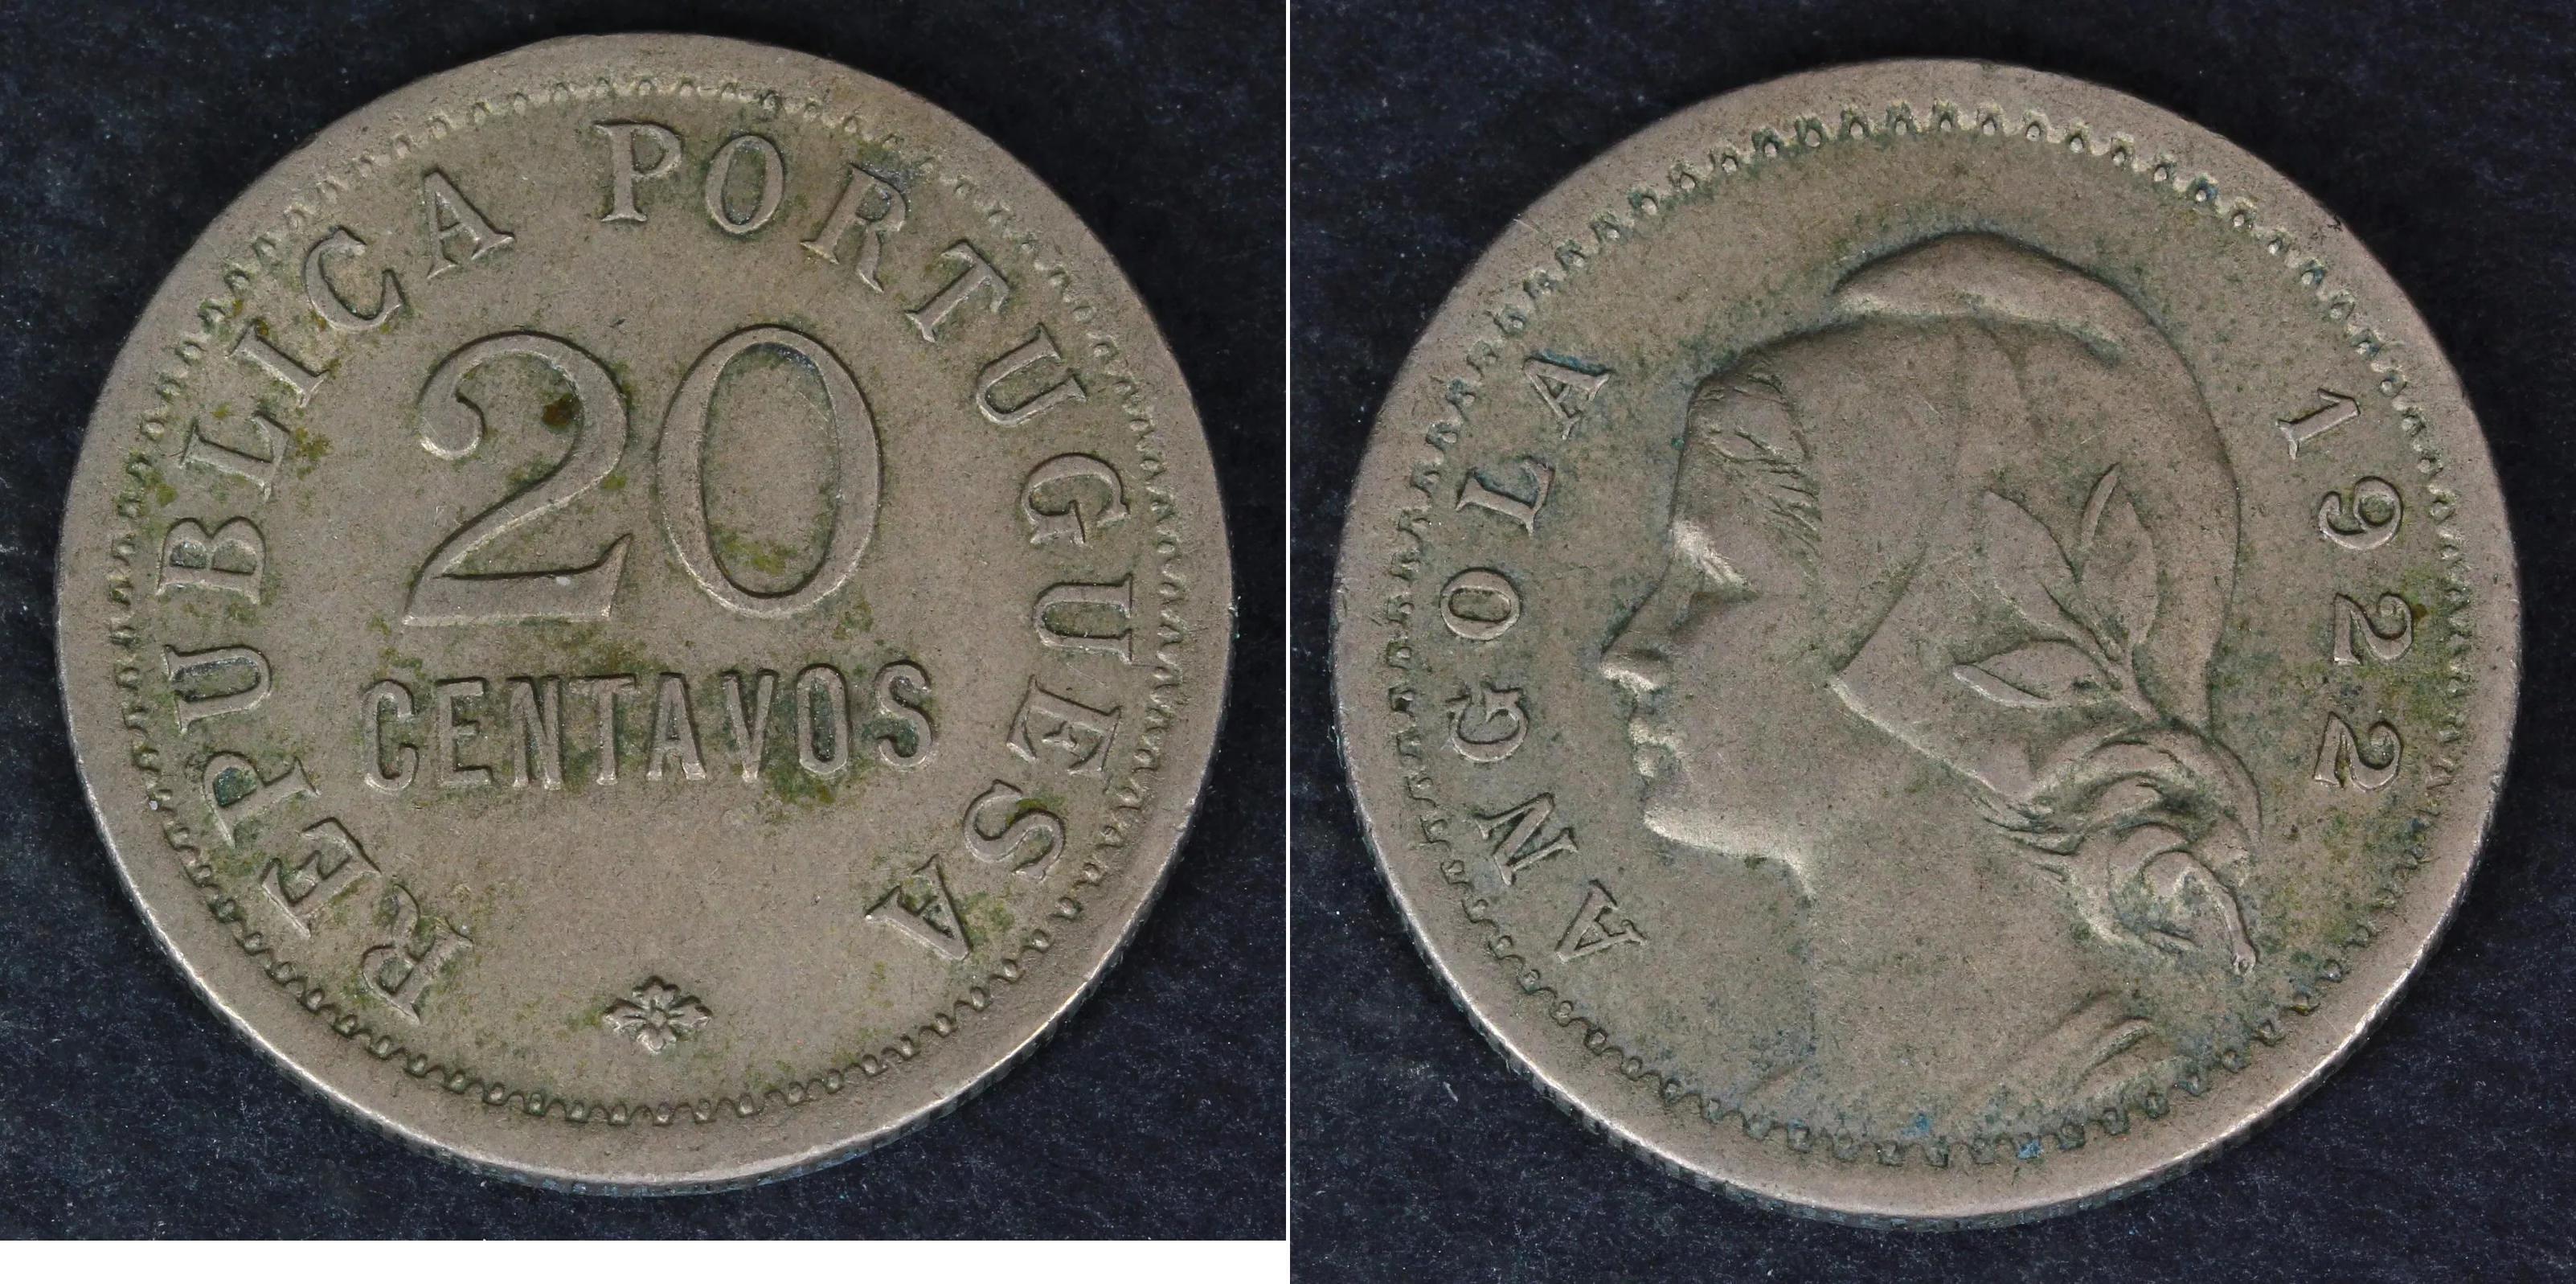 REPUBLICA PORTUGUESA
20
CENTAVOS
ANGOLA 1922